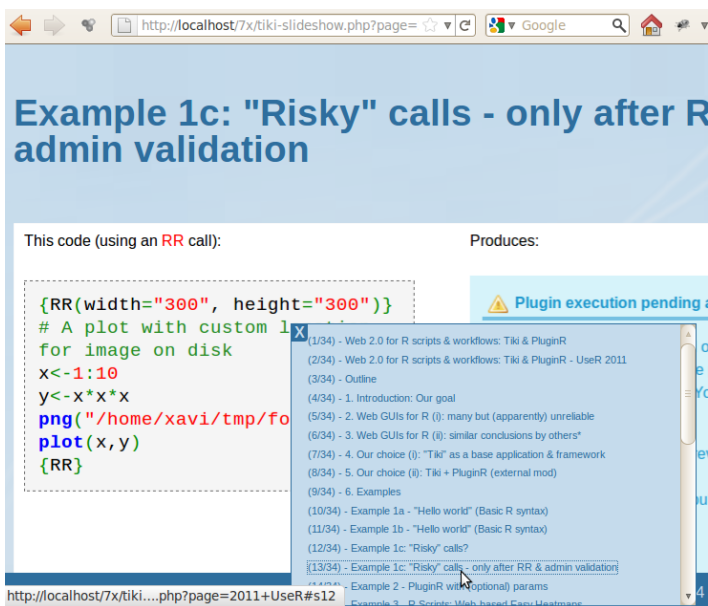 http://localhost/7x/tiki-slideshow.php?page=
Google
Example 1c: "Risky" calls - only after R
admin validation
This code (using an RR call):
Produces:
{RR(width="300", height="300")}
# A plot with custom l
for image on disk
x<-1:10
y<-x*x*x
png("/home/xavi/tmp/fo
plot(x,y)
{RR}
Plugin execution pending a
X
(1/34) - Web 2.0 for R scripts & workflows: Tiki & PluginR
(2/34) - Web 2.0 for R scripts & workflows: Tiki & PluginR - UseR 2011
(3/34) - Outline
(4/34) - 1. Introduction: Our goal
(5/34) - 2. Web GUIs for R (i): many but (apparently) unreliable
(6/34) - 3. Web GUIs for R (ii): similar conclusions by others*
(7/34) - 4. Our choice (i): "Tiki" as a base application & framework
(8/34) - 5. Our choice (ii): Tiki + PluginR (external mod)
(9/34) - 6. Examples
(10/34) - Example 1a - "Hello world" (Basic R syntax)
(11/34) - Example 1b - "Hello world" (Basic R syntax)
(12/34) - Example 1c: "Risky" calls?
(13/34) - Example 1c: "Risky" calls - only after RR & admin validation
(14/34) - Example 2 - PluginR with (optional) params
Example 3 - R Scripts: Web-based Easy Heatmaps
http://localhost/7x/tiki....php?page=2011+UseR#s12